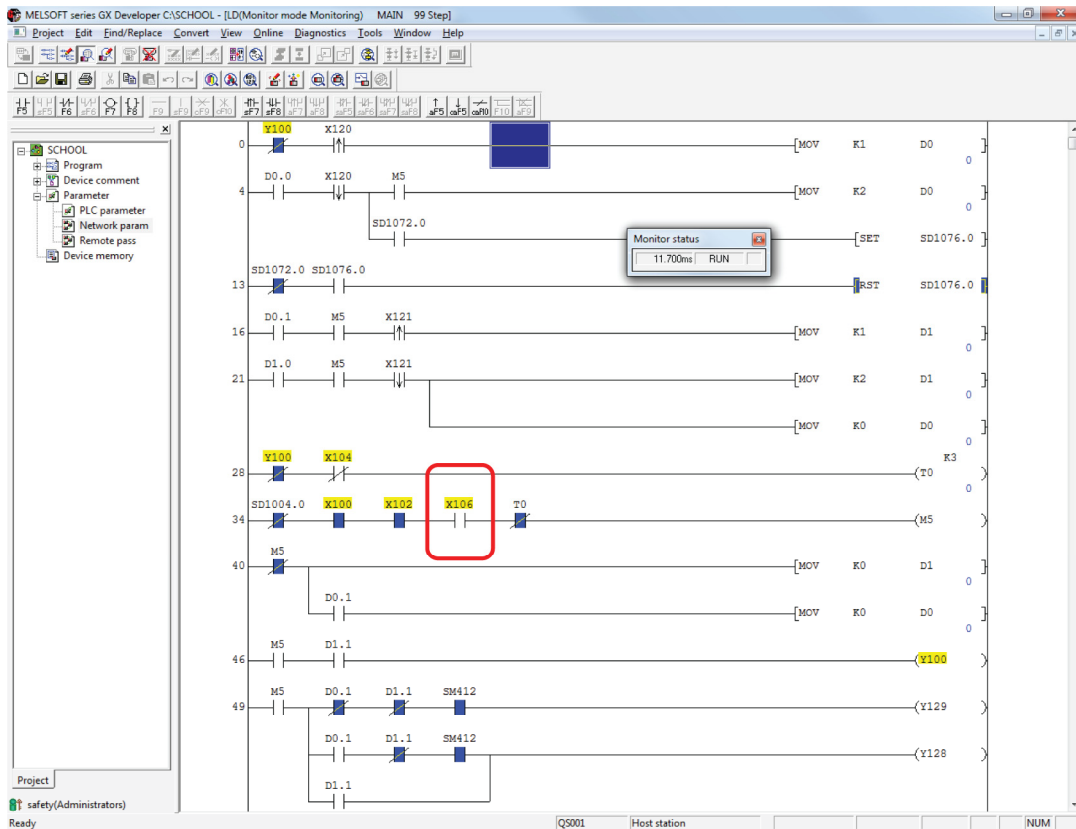 MELSOFT series GX Developer C:\SCHOOL - [LD(Monitor mode Monitoring) MAIN 99 Step]
Project Edit Find/Replace Convert View Online Diagnostics Tools Window Help
F5 sF5 F6 sF6 F7 F8 F9 sF9 cF9 cF10 sF7 sF8 aF7 aF8 saF5 saF6 saF7 saF8 aF5 caF5 caF10 F10 aF9
SCHOOL
Program
Device comment
Parameter
PLC parameter
Network param
Remote pass
Device memory
Project
safety(Administrators)
Y100 X120
0 [MOV K1 D0 ]
0
D0.0 X120 M5
4 [MOV K2 D0 ]
0
SD1072.0
[SET SD1076.0 ]
Monitor status
11.700ms RUN
SD1072.0 SD1076.0
13 [RST SD1076.0 ]
D0.1 M5 X121
16 [MOV K1 D1 ]
0
D1.0 M5 X121
21 [MOV K2 D1 ]
0
[MOV K0 D0 ]
0
Y100 X104 K3
28 (T0 )
0
SD1004.0 X100 X102 X106 T0
34 (M5 )
M5
40 [MOV K0 D1 ]
0
D0.1
[MOV K0 D0 ]
0
M5 D1.1
46 (Y100 )
M5 D0.1 D1.1 SM412
49 (Y129 )
D0.1 D1.1 SM412
(Y128 )
D1.1
Ready QS001 Host station NUM